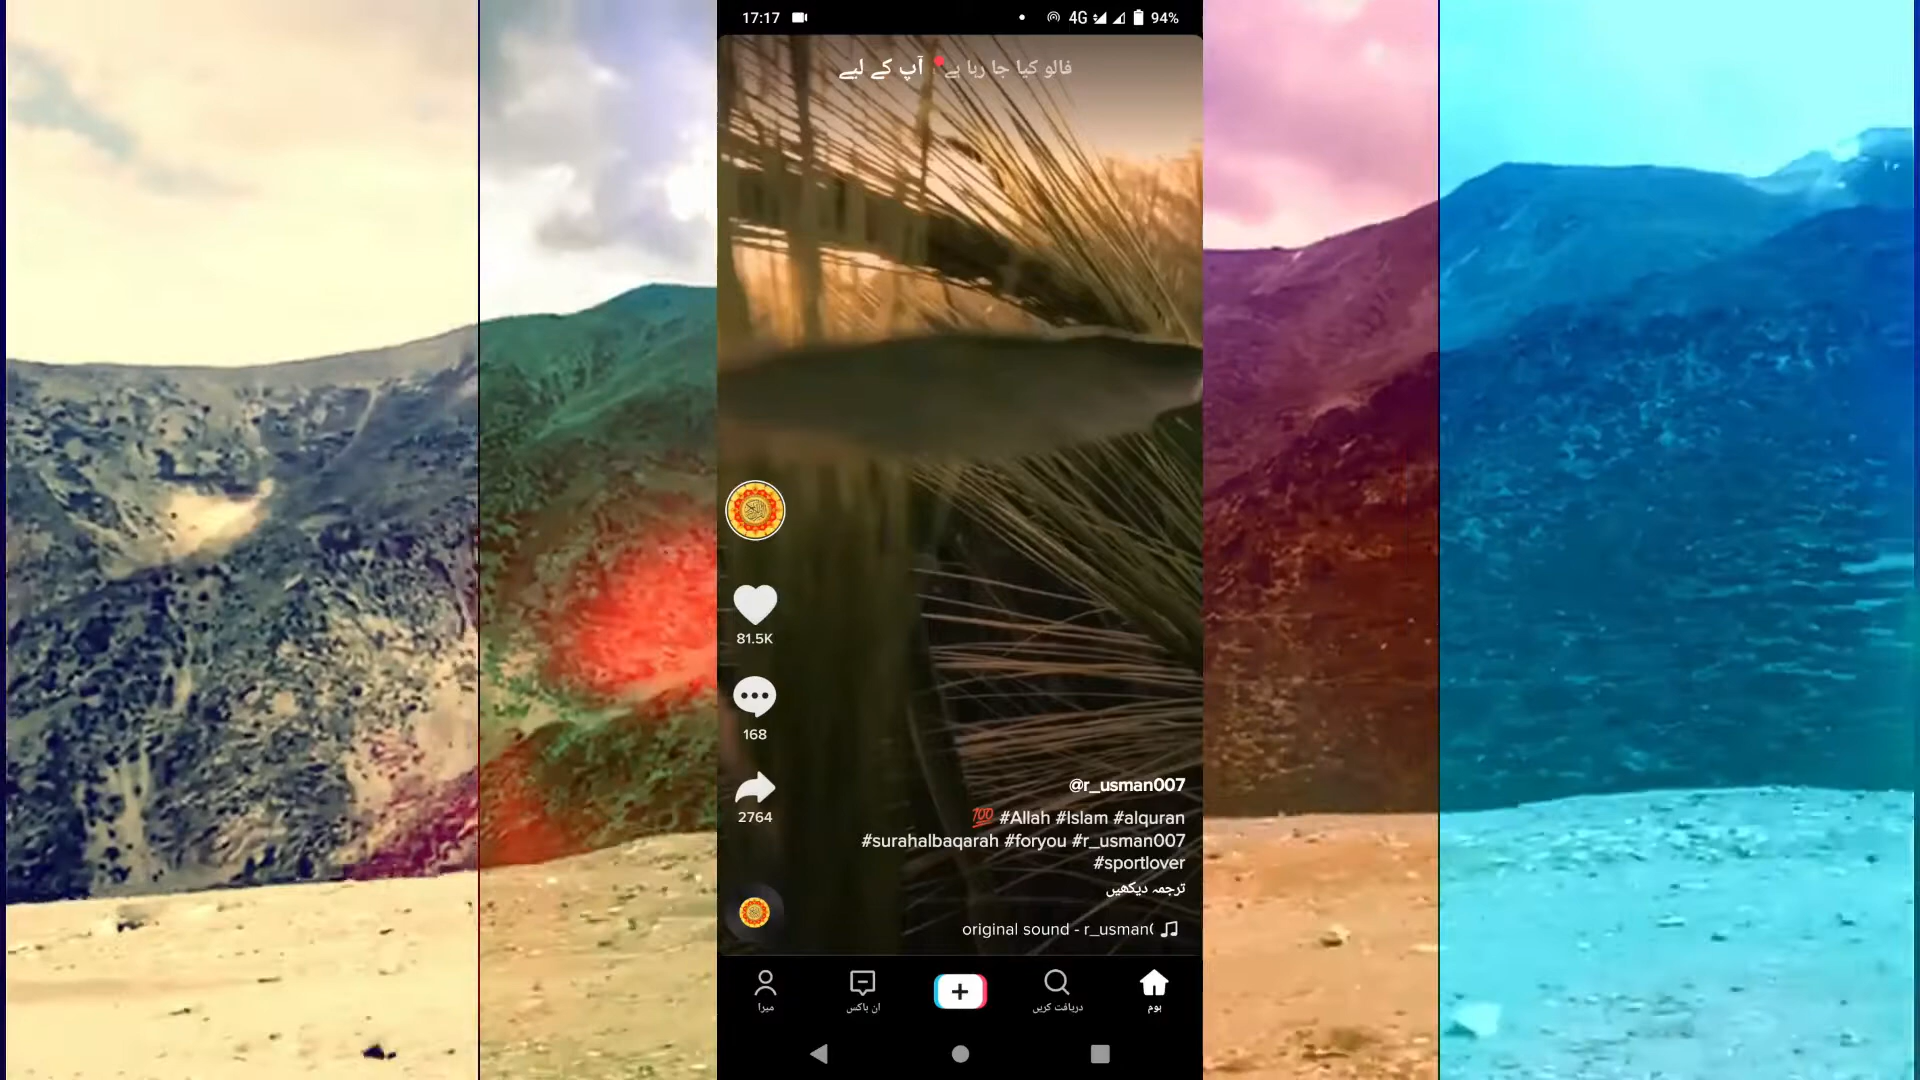 17:17 4G 94%
فالو کیا جا رہا ہے آپ کے لیے
81.5K
168
2764
@r_usman007
💯 #Allah #Islam #alquran
#surahalbaqarah #foryou #r_usman007
#sportlover
ترجمہ دیکھیں
original sound - r_usman0
ہوم دریافت کریں ان باکس میرا